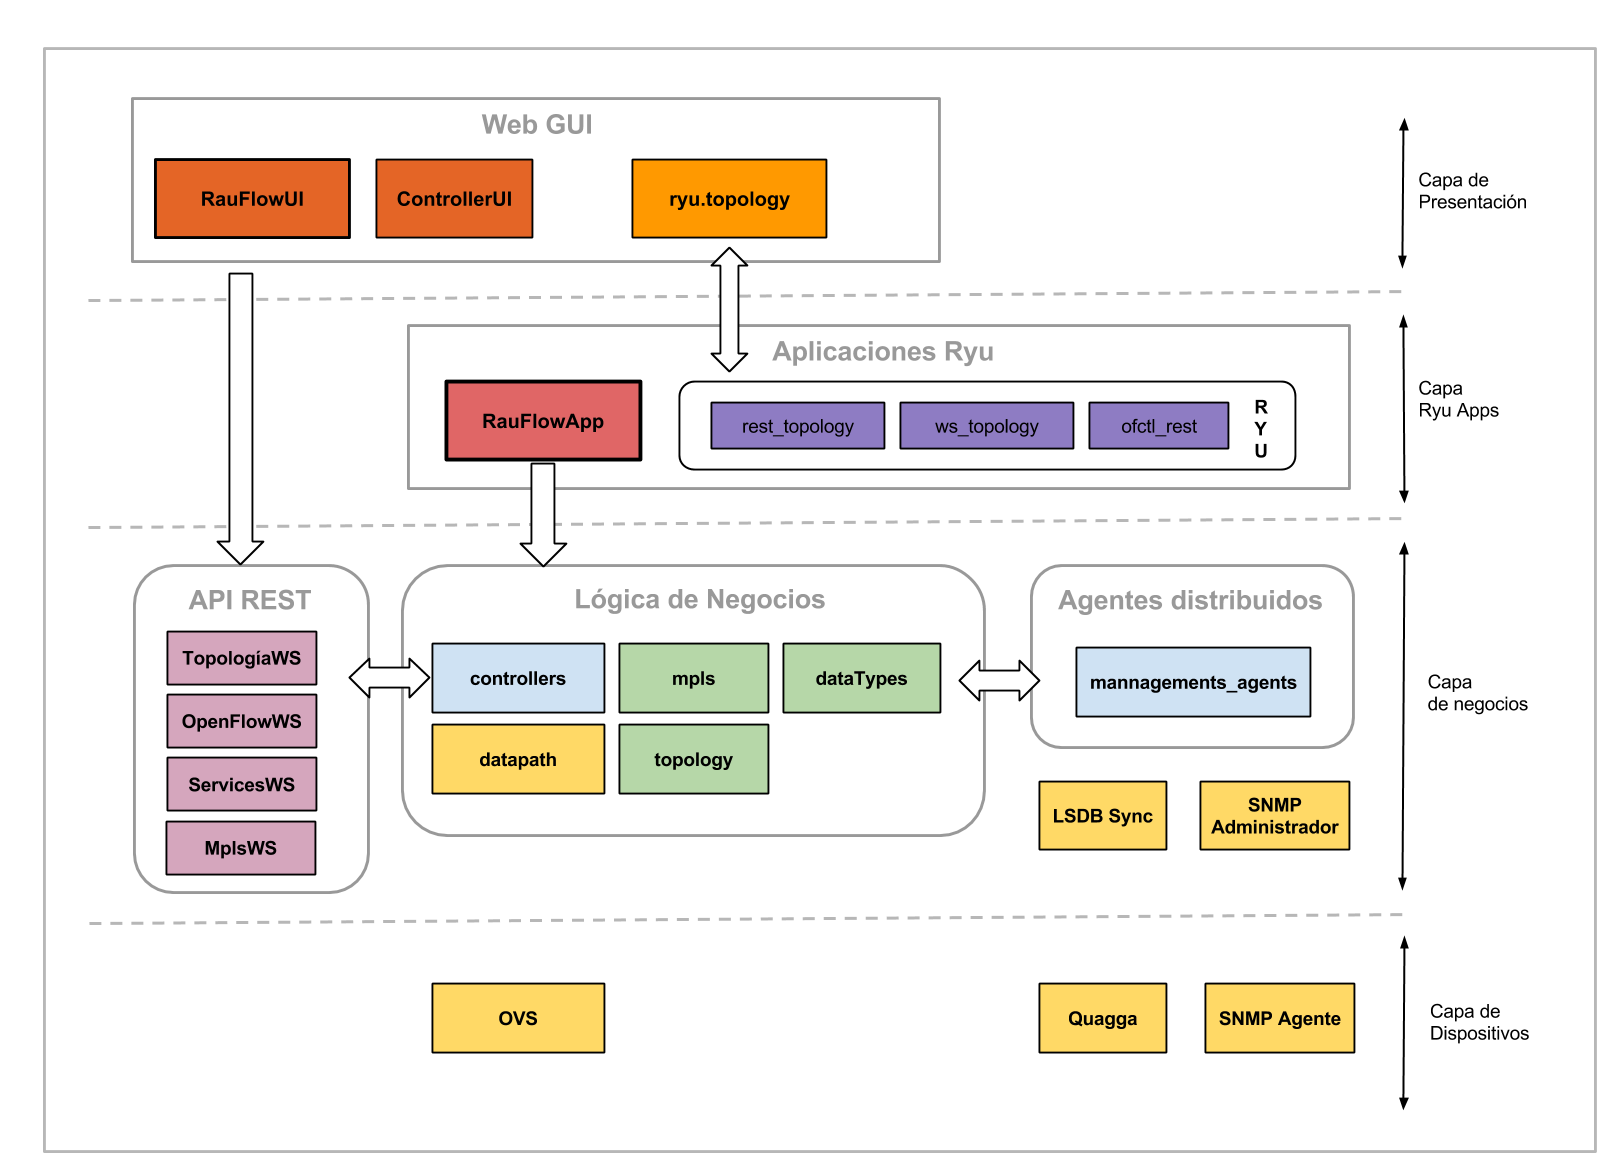 Web GUI
RauFlowUI
ControllerUI
ryu.topology
Capa de
Presentación
Aplicaciones Ryu
RauFlowApp
rest_topology
ws_topology
ofctl_rest
R
Y
U
Capa
Ryu Apps
API REST
TopologíaWS
OpenFlowWS
ServicesWS
MplsWS
Lógica de Negocios
controllers
mpls
dataTypes
datapath
topology
Agentes distribuidos
mannagements_agents
LSDB Sync
SNMP
Administrador
Capa
de negocios
OVS
Quagga
SNMP Agente
Capa de
Dispositivos